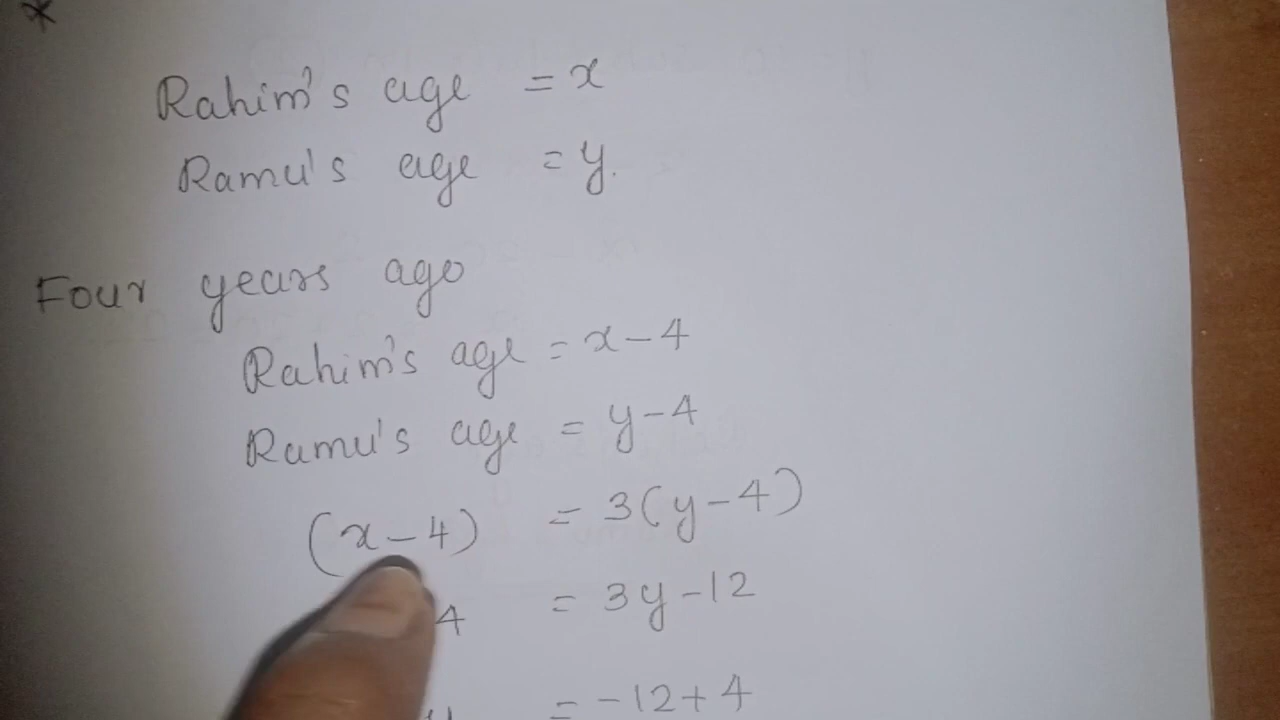 Rahim's age = x
Ramu's age = y.
Four years ago
Rahim's age = x-4
Ramu's age = y-4
(x-4) = 3(y-4)
4 = 3y-12
= -12+4